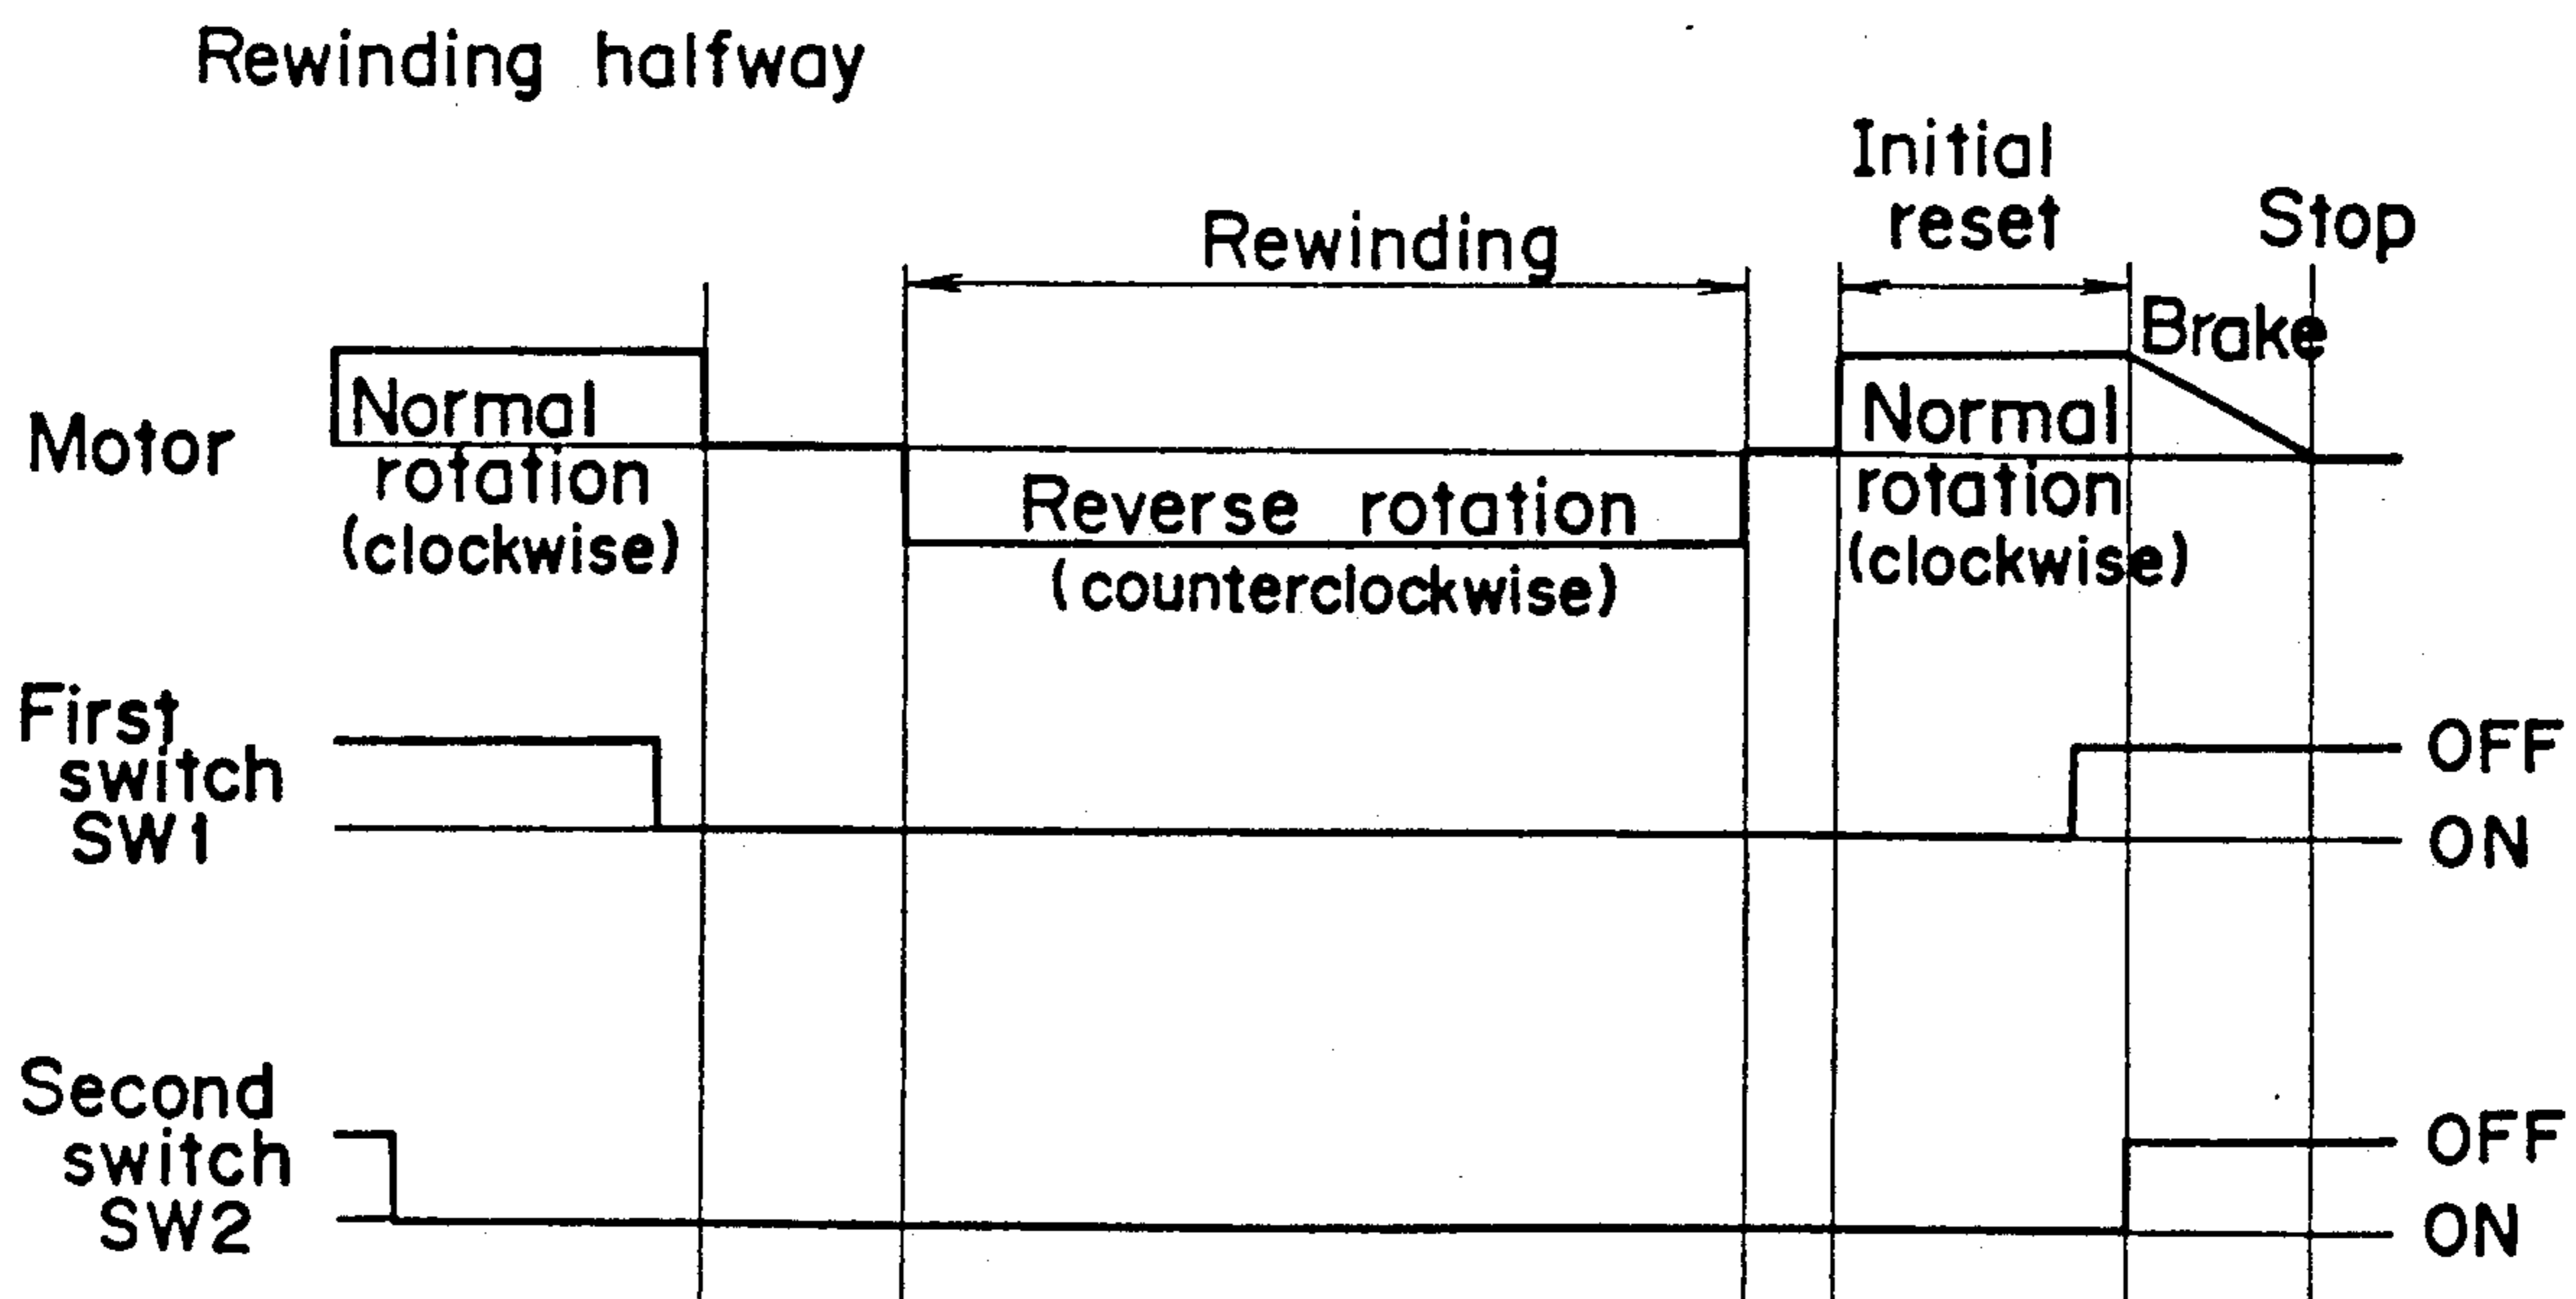 Rewinding halfway
Initial
reset
Stop
Rewinding
Brake
Motor
Normal
rotation
(clockwise)
Reverse rotation
(counterclockwise)
Normal
rotation
(clockwise)
First
switch
SW1
OFF
ON
Second
switch
SW2
OFF
ON